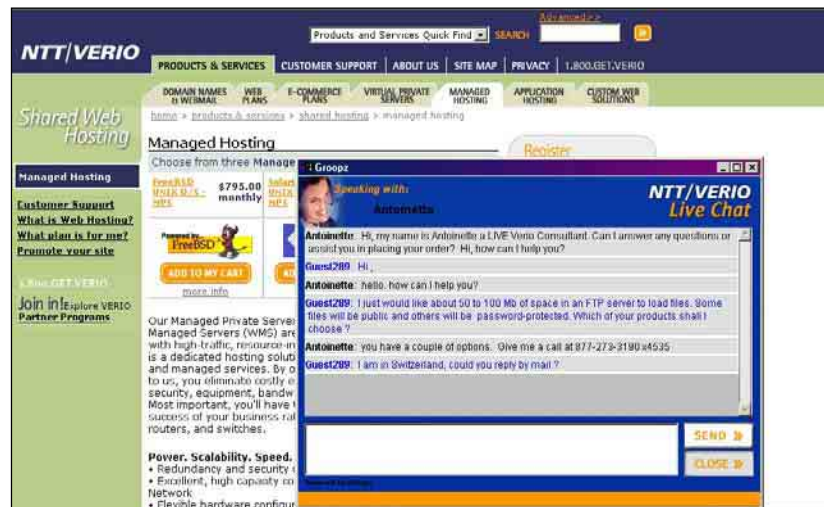 Advanced >>
Products and Services Quick Find SEARCH
NTT/VERIO
PRODUCTS & SERVICES CUSTOMER SUPPORT ABOUT US SITE MAP PRIVACY 1.800.GET.VERIO
DOMAIN NAMES & WEBMAIL WEB PLANS E-COMMERCE PLANS VIRTUAL PRIVATE SERVERS MANAGED HOSTING APPLICATION HOSTING CUSTOM WEB SOLUTIONS
Shared Web
Hosting
home > products & services > shared hosting > managed hosting
Managed Hosting
Register
Choose from three Manage
Managed Hosting
FreeBSD
UNIX O/S -
MPS
$795.00
monthly
Customer Support
What is Web Hosting?
What plan is for me?
Promote your site
Powered by
FreeBSD
ADD TO MY CART
more info
1.800.GET.VERIO
Join in! Explore VERIO
Partner Programs
Our Managed Private Server
Managed Servers (WMS) are
with high-traffic, resource-in
is a dedicated hosting soluti
and managed services. By o
to us, you eliminate costly e
security, equipment, bandw
Most important, you'll have
success of your business ra
routers, and switches.
Power. Scalability. Speed.
• Redundancy and security
• Excellent, high capacity co
Network
• Flexible hardware configur
Groopz
Speaking with:
Antoinette
NTT/VERIO
Live Chat
Antoinette: Hi, my name is Antoinette a LIVE Verio Consultant. Can I answer any questions or
assist you in placing your order? Hi, how can I help you?
Guest289: Hi ,
Antoinette: hello. how can I help you?
Guest289: I just would like about 50 to 100 Mb of space in an FTP server to load files. Some
files will be public and others will be password-protected. Which of your products shall I
choose ?
Antoinette: you have a couple of options. Give me a call at 877-273-3190 x4535
Guest289: I am in Switzerland, could you reply by mail ?
SEND
CLOSE